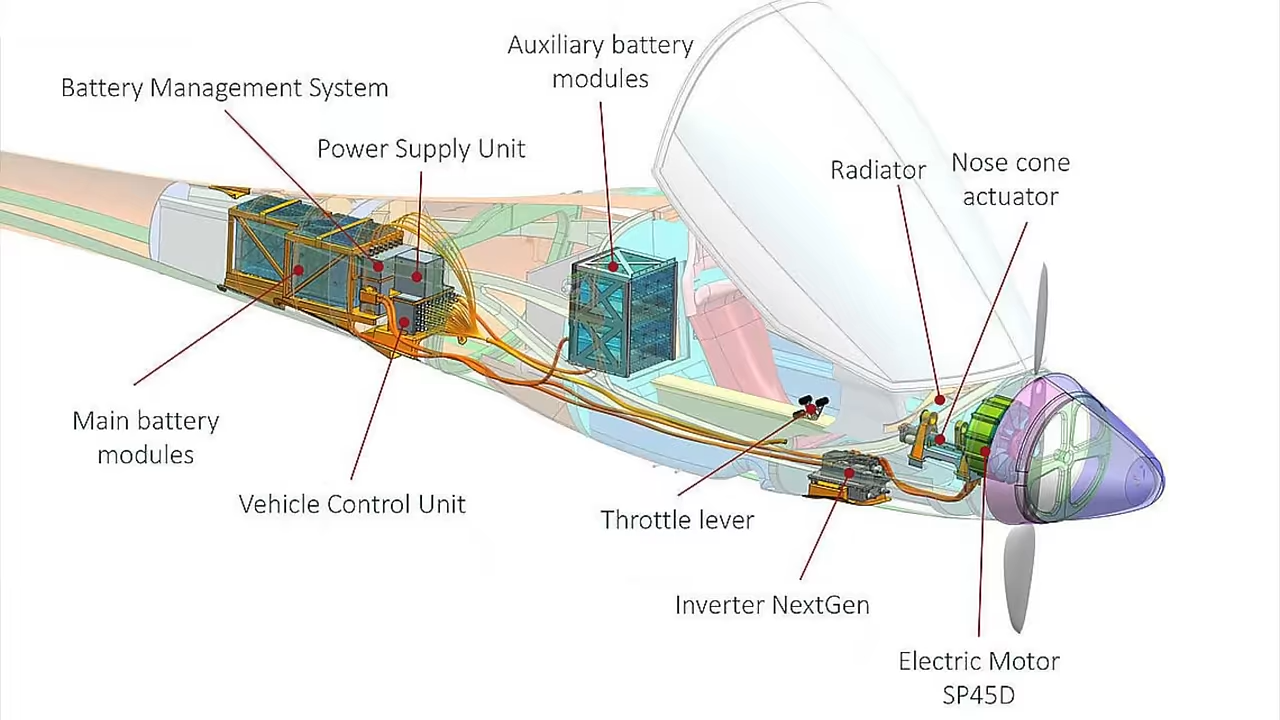 Auxiliary battery
modules
Battery Management System
Power Supply Unit
Radiator
Nose cone
actuator
Main battery
modules
Vehicle Control Unit
Throttle lever
Inverter NextGen
Electric Motor
SP45D